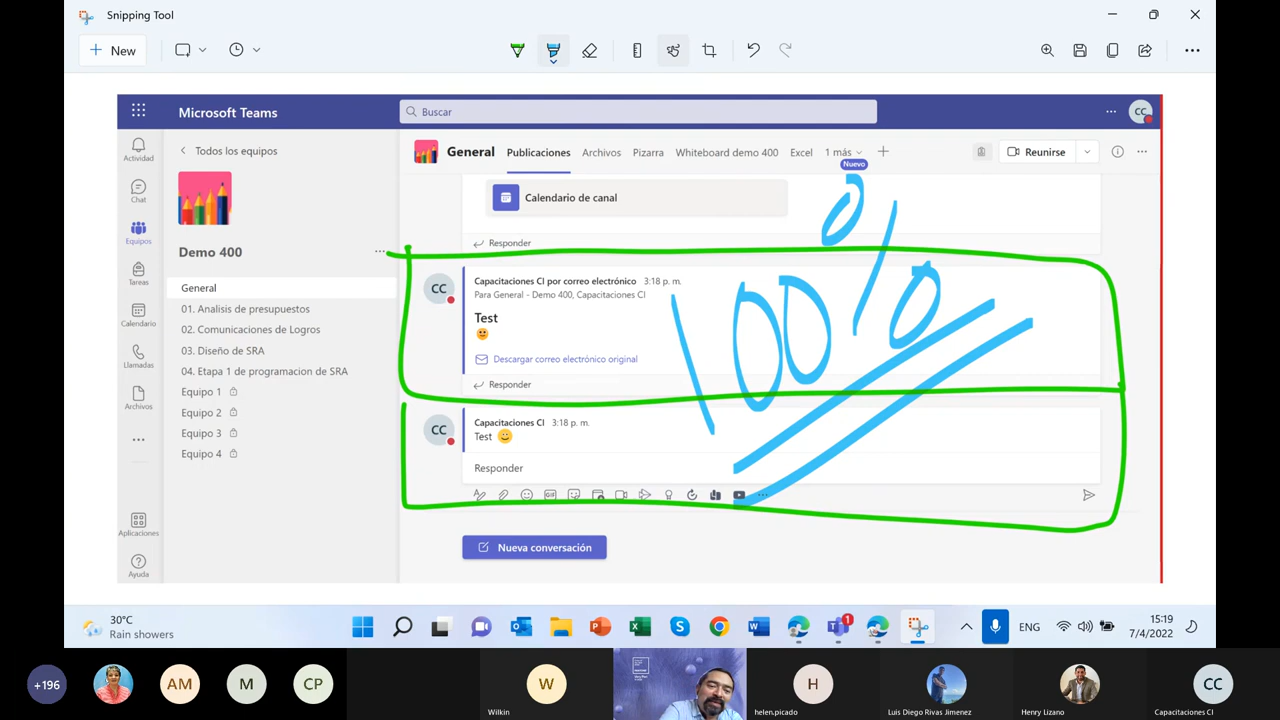 Snipping Tool
New
Microsoft Teams
Buscar
CC
Actividad
Chat
Equipos
Tareas
Calendario
Llamadas
Archivos
Aplicaciones
Ayuda
Todos los equipos
Demo 400
General
01. Analisis de presupuestos
02. Comunicaciones de Logros
03. Diseño de SRA
04. Etapa 1 de programacion de SRA
Equipo 1
Equipo 2
Equipo 3
Equipo 4
General Publicaciones Archivos Pizarra Whiteboard demo 400 Excel 1 más
Nuevo
Reunirse
Calendario de canal
Responder
CC
Capacitaciones CI por correo electrónico 3:18 p. m.
Para General - Demo 400, Capacitaciones CI
Test
Descargar correo electrónico original
Responder
100%
CC
Capacitaciones CI 3:18 p. m.
Test
Responder
GIF
Nueva conversación
30°C
Rain showers
1
ENG
15:19
7/4/2022
+196
AM
M
CP
W
Wilkin
H
helen.picado
Luis Diego Rivas Jimenez
Henry Lizano
CC
Capacitaciones CI